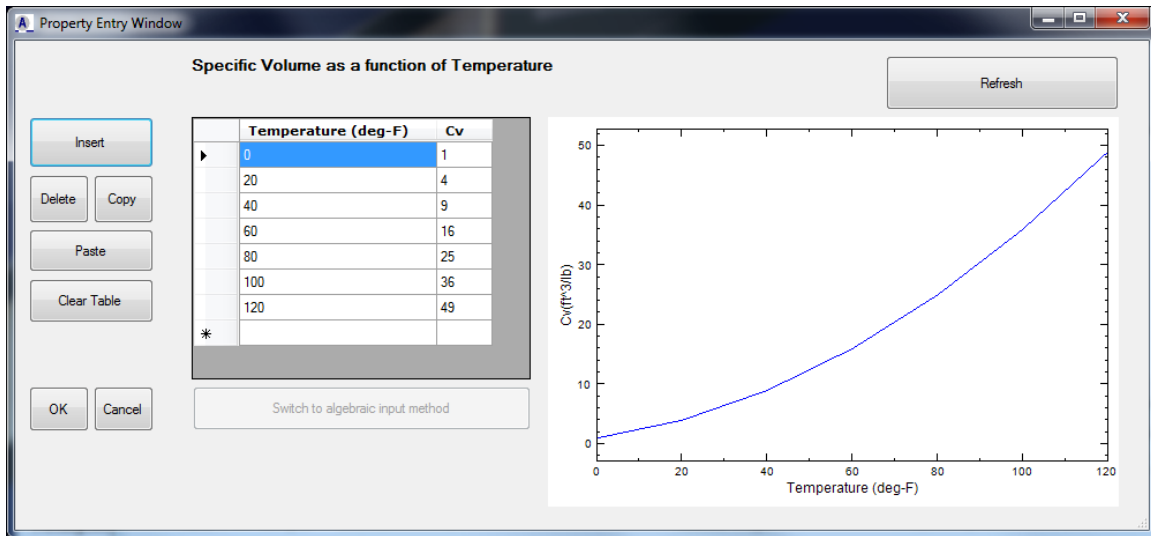 A Property Entry Window
Specific Volume as a function of Temperature
Refresh
Insert
Delete Copy
Paste
Clear Table
OK Cancel
Temperature (deg-F) Cv
0 1
20 4
40 9
60 16
80 25
100 36
120 49
Switch to algebraic input method
50
40
30
20
10
0
Cv(ft^3/lb)
0 20 40 60 80 100 120
Temperature (deg-F)